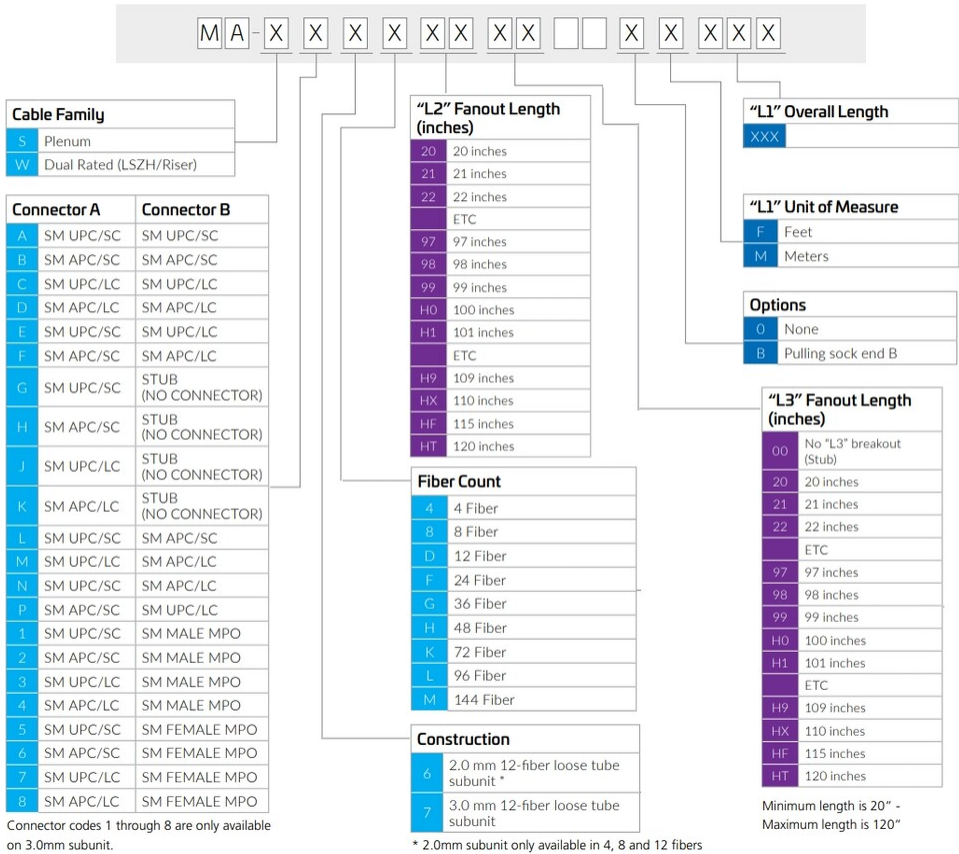 MA-X X X X XX XX X X XXX
Cable Family
S Plenum
W Dual Rated (LSZH/Riser)
Connector A Connector B
A SM UPC/SC SM UPC/SC
B SM APC/SC SM APC/SC
C SM UPC/LC SM UPC/LC
D SM APC/LC SM APC/LC
E SM UPC/SC SM UPC/LC
F SM APC/SC SM APC/LC
G SM UPC/SC STUB
(NO CONNECTOR)
H SM APC/SC STUB
(NO CONNECTOR)
J SM UPC/LC STUB
(NO CONNECTOR)
K SM APC/LC STUB
(NO CONNECTOR)
L SM UPC/SC SM APC/SC
M SM UPC/LC SM APC/LC
N SM UPC/SC SM APC/LC
P SM APC/SC SM UPC/LC
1 SM UPC/SC SM MALE MPO
2 SM APC/SC SM MALE MPO
3 SM UPC/LC SM MALE MPO
4 SM APC/LC SM MALE MPO
5 SM UPC/SC SM FEMALE MPO
6 SM APC/SC SM FEMALE MPO
7 SM UPC/LC SM FEMALE MPO
8 SM APC/LC SM FEMALE MPO
Connector codes 1 through 8 are only available
on 3.0mm subunit.
“L2” Fanout Length
(inches)
20 20 inches
21 21 inches
22 22 inches
ETC
97 97 inches
98 98 inches
99 99 inches
H0 100 inches
H1 101 inches
ETC
H9 109 inches
HX 110 inches
HF 115 inches
HT 120 inches
Fiber Count
4 4 Fiber
8 8 Fiber
D 12 Fiber
F 24 Fiber
G 36 Fiber
H 48 Fiber
K 72 Fiber
L 96 Fiber
M 144 Fiber
Construction
6 2.0 mm 12-fiber loose tube
subunit *
7 3.0 mm 12-fiber loose tube
subunit
* 2.0mm subunit only available in 4, 8 and 12 fibers
“L1” Overall Length
XXX
“L1” Unit of Measure
F Feet
M Meters
Options
0 None
B Pulling sock end B
“L3” Fanout Length
(inches)
00 No “L3” breakout
(Stub)
20 20 inches
21 21 inches
22 22 inches
ETC
97 97 inches
98 98 inches
99 99 inches
H0 100 inches
H1 101 inches
ETC
H9 109 inches
HX 110 inches
HF 115 inches
HT 120 inches
Minimum length is 20” -
Maximum length is 120”